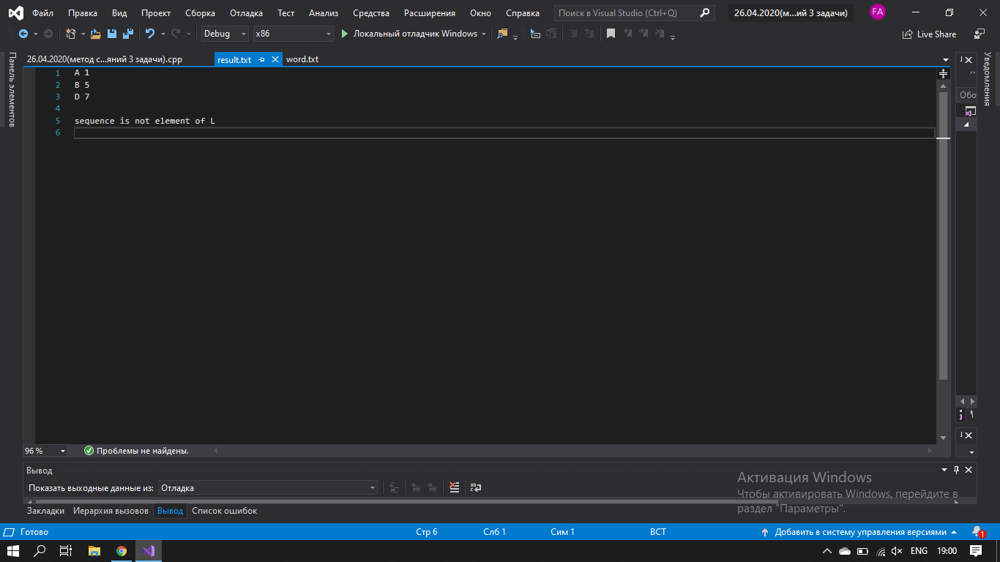 Файл Правка Вид Проект Сборка Отладка Тест Анализ Средства Расширения Окно Справка Поиск в Visual Studio (Ctrl+Q) 26.04.2020(м...ий 3 задачи) FA
Debug x86 Локальный отладчик Windows Live Share
Панель элементов
26.04.2020(метод с...яний 3 задачи).cpp result.txt word.txt
Уведомления
1 A 1
2 B 5
3 D 7
4
5 sequence is not element of L
6
Обо
96 % Проблемы не найдены.
Вывод
Показать выходные данные из: Отладка
Активация Windows
Чтобы активировать Windows, перейдите в
раздел "Параметры".
Закладки Иерархия вызовов Вывод Список ошибок
Готово Стр 6 Слб 1 Сим 1 ВСТ Добавить в систему управления версиями 1
ENG 19:00